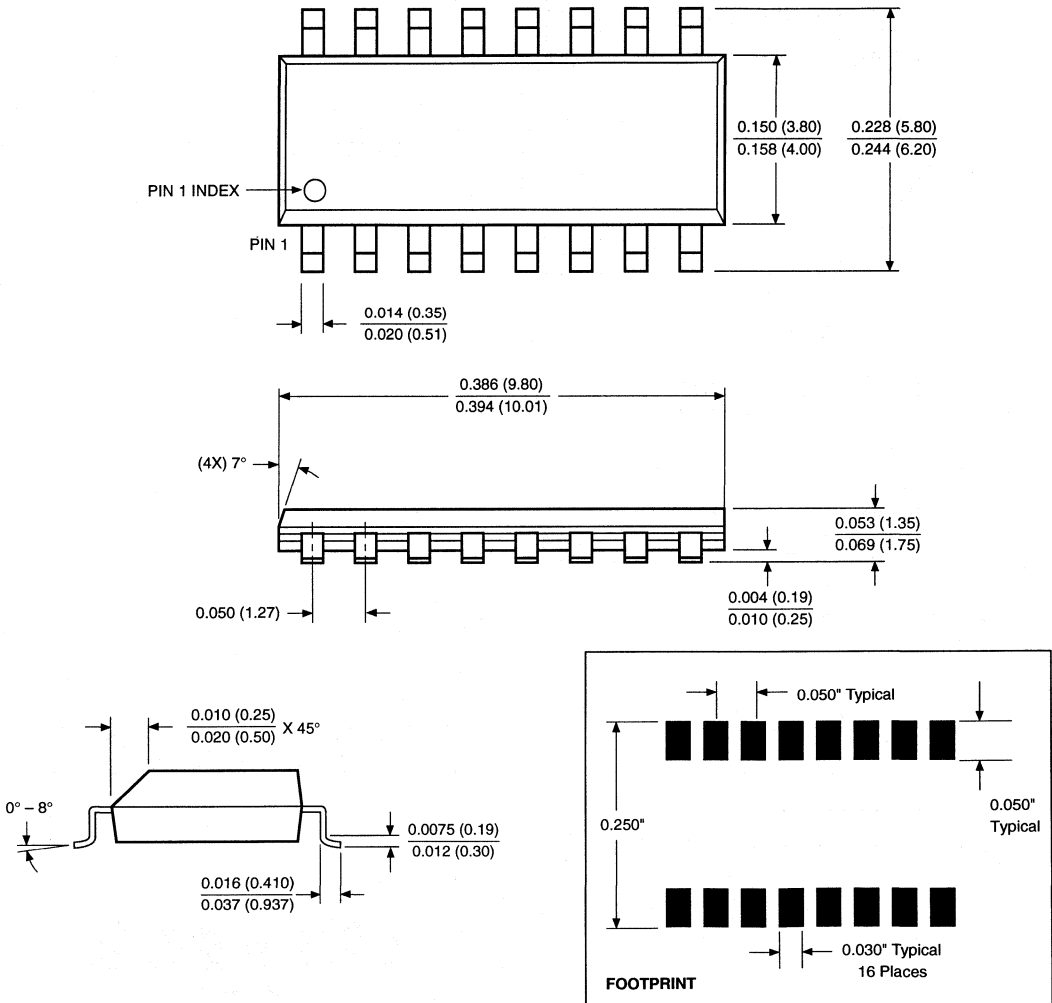 0.150 (3.80)
0.158 (4.00)
0.228 (5.80)
0.244 (6.20)
PIN 1 INDEX
PIN 1
0.014 (0.35)
0.020 (0.51)
0.386 (9.80)
0.394 (10.01)
(4X) 7°
0.053 (1.35)
0.069 (1.75)
0.050 (1.27)
0.004 (0.19)
0.010 (0.25)
0.010 (0.25)
0.020 (0.50)
X 45°
0° – 8°
0.0075 (0.19)
0.012 (0.30)
0.016 (0.410)
0.037 (0.937)
0.050" Typical
0.250"
0.050"
Typical
0.030" Typical
16 Places
FOOTPRINT